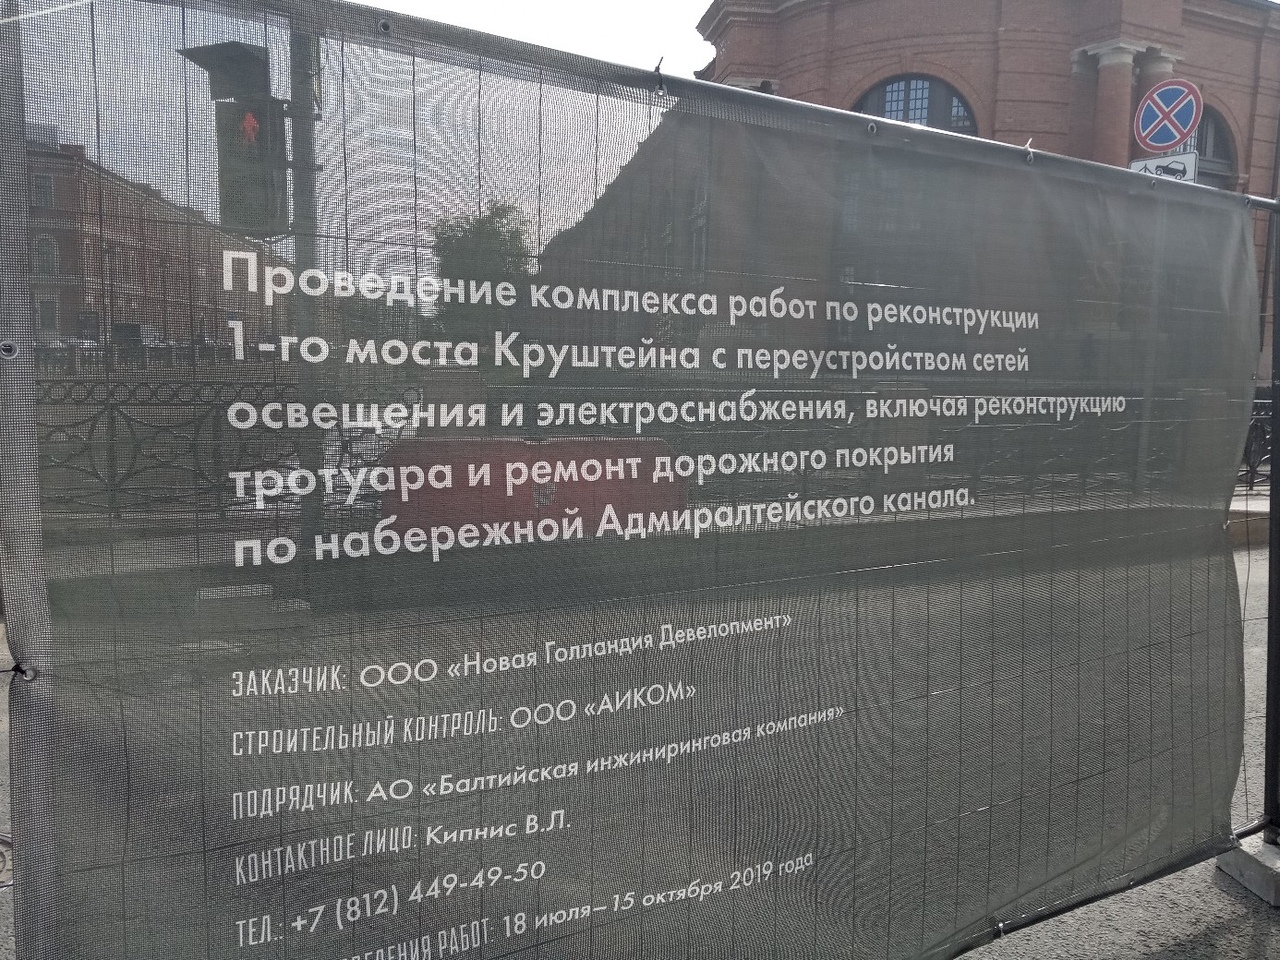 Проведение комплекса работ по реконструкции
1-го моста Круштейна с переустройством сетей
освещения и электроснабжения, включая реконструкцию
тротуара и ремонт дорожного покрытия
по набережной Адмиралтейского канала.
ЗАКАЗЧИК: ООО «Новая Голландия Девелопмент»
СТРОИТЕЛЬНЫЙ КОНТРОЛЬ: ООО «АИКОМ»
ПОДРЯДЧИК: АО «Балтийская инжиниринговая компания»
КОНТАКТНОЕ ЛИЦО: Кипнис В.Л.
ТЕЛ.: +7 (812) 449-49-50
РАБОТ: 18 июля–15 октября 2019 года